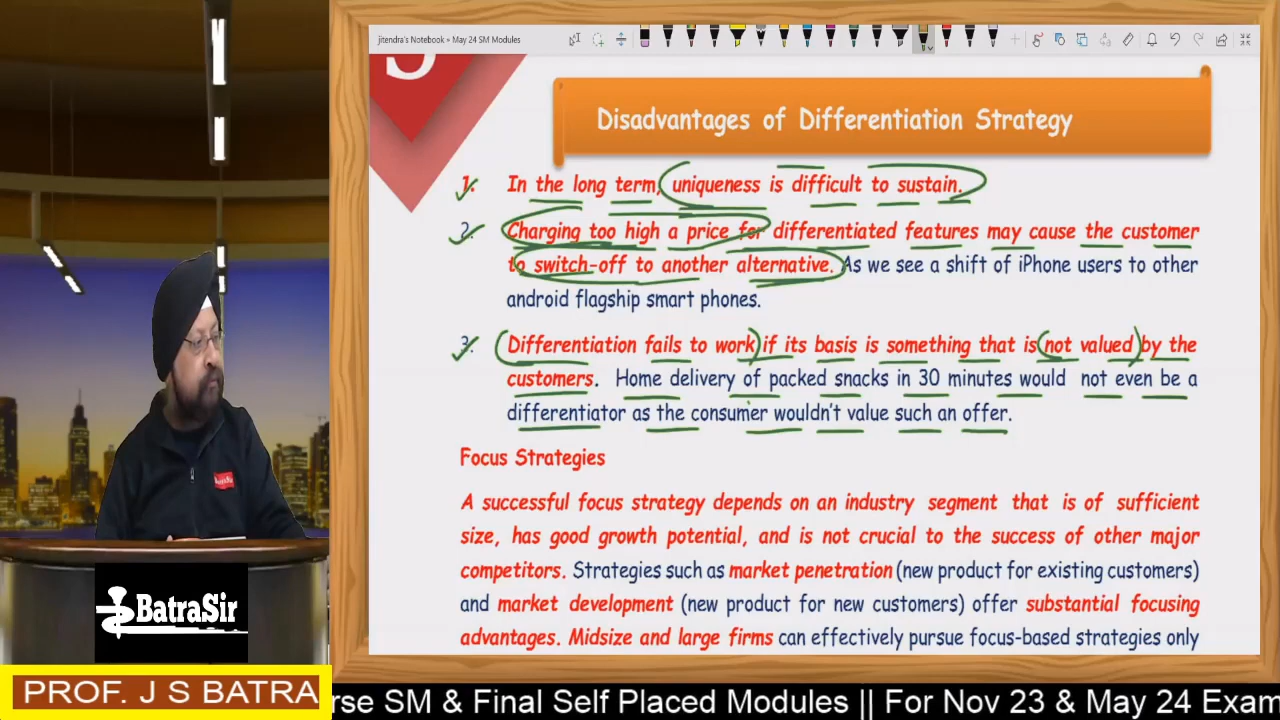 jitendra's Notebook » May 24 SM Modules
Disadvantages of Differentiation Strategy
1. In the long term, uniqueness is difficult to sustain.
2. Charging too high a price for differentiated features may cause the customer
to switch-off to another alternative. As we see a shift of iPhone users to other
android flagship smart phones.
3. Differentiation fails to work if its basis is something that is not valued by the
customers. Home delivery of packed snacks in 30 minutes would not even be a
differentiator as the consumer wouldn't value such an offer.
Focus Strategies
A successful focus strategy depends on an industry segment that is of sufficient
size, has good growth potential, and is not crucial to the success of other major
competitors. Strategies such as market penetration (new product for existing customers)
and market development (new product for new customers) offer substantial focusing
advantages. Midsize and large firms can effectively pursue focus-based strategies only
BatraSir
PROF. J S BATRA
rse SM & Final Self Placed Modules || For Nov 23 & May 24 Exam